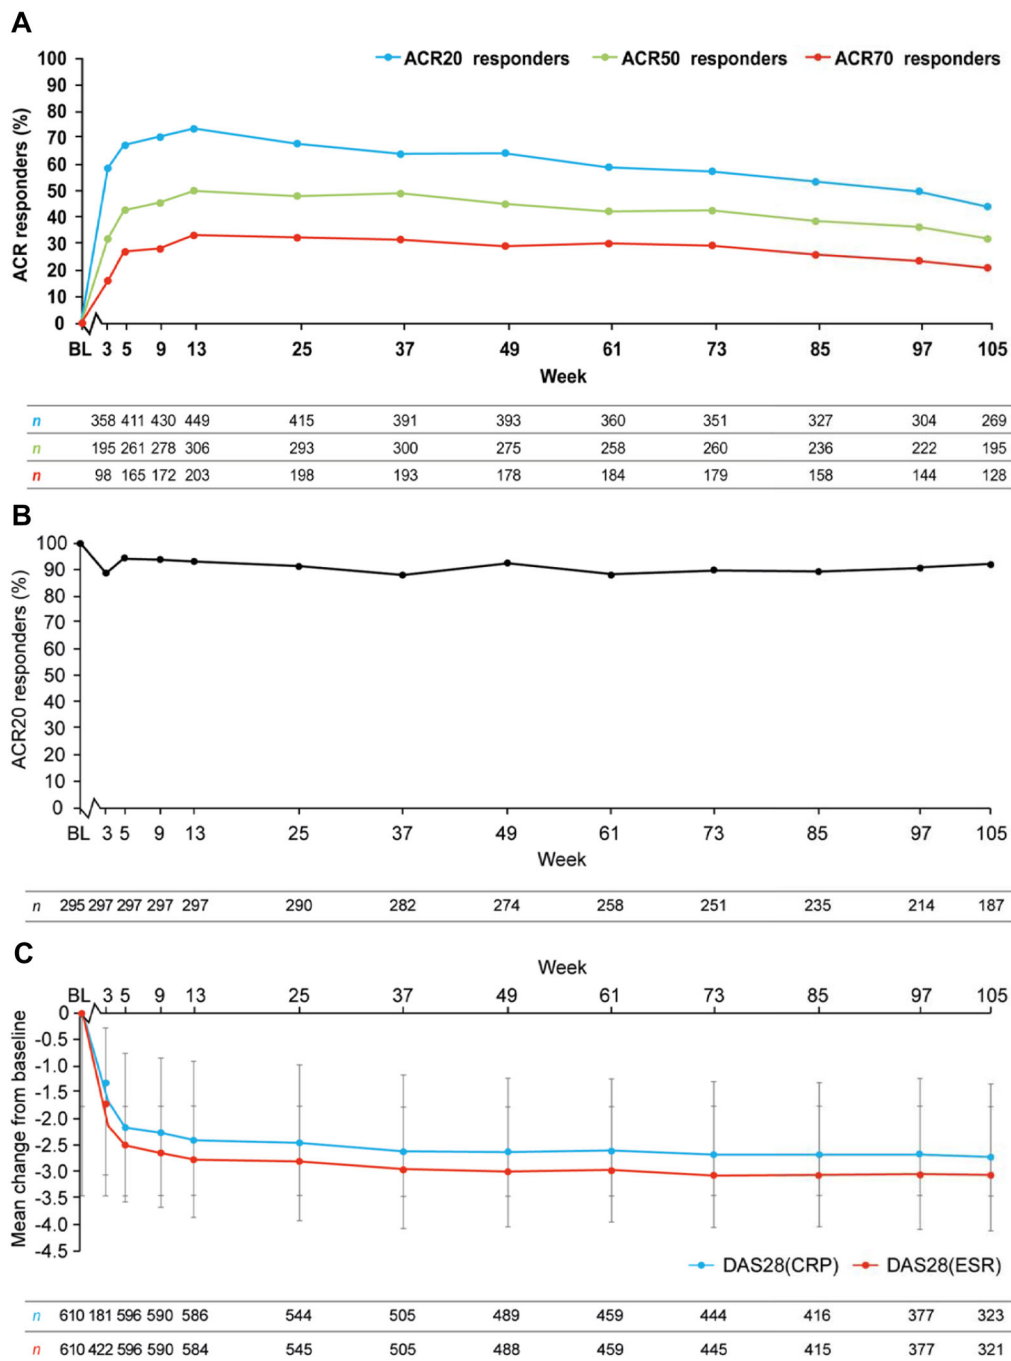 A
ACR20 responders ACR50 responders ACR70 responders
ACR responders (%)
100
90
80
70
60
50
40
30
20
10
0
BL 3 5 9 13 25 37 49 61 73 85 97 105
Week
n 358 411 430 449 415 391 393 360 351 327 304 269
n 195 261 278 306 293 300 275 258 260 236 222 195
n 98 165 172 203 198 193 178 184 179 158 144 128
B
ACR20 responders (%)
100
90
80
70
60
50
40
30
20
10
0
BL 3 5 9 13 25 37 49 61 73 85 97 105
Week
n 295 297 297 297 297 290 282 274 258 251 235 214 187
C
Week
BL 3 5 9 13 25 37 49 61 73 85 97 105
Mean change from baseline
0
-0.5
-1.0
-1.5
-2.0
-2.5
-3.0
-3.5
-4.0
-4.5
DAS28(CRP) DAS28(ESR)
n 610 181 596 590 586 544 505 489 459 444 416 377 323
n 610 422 596 590 584 545 505 488 459 445 415 377 321